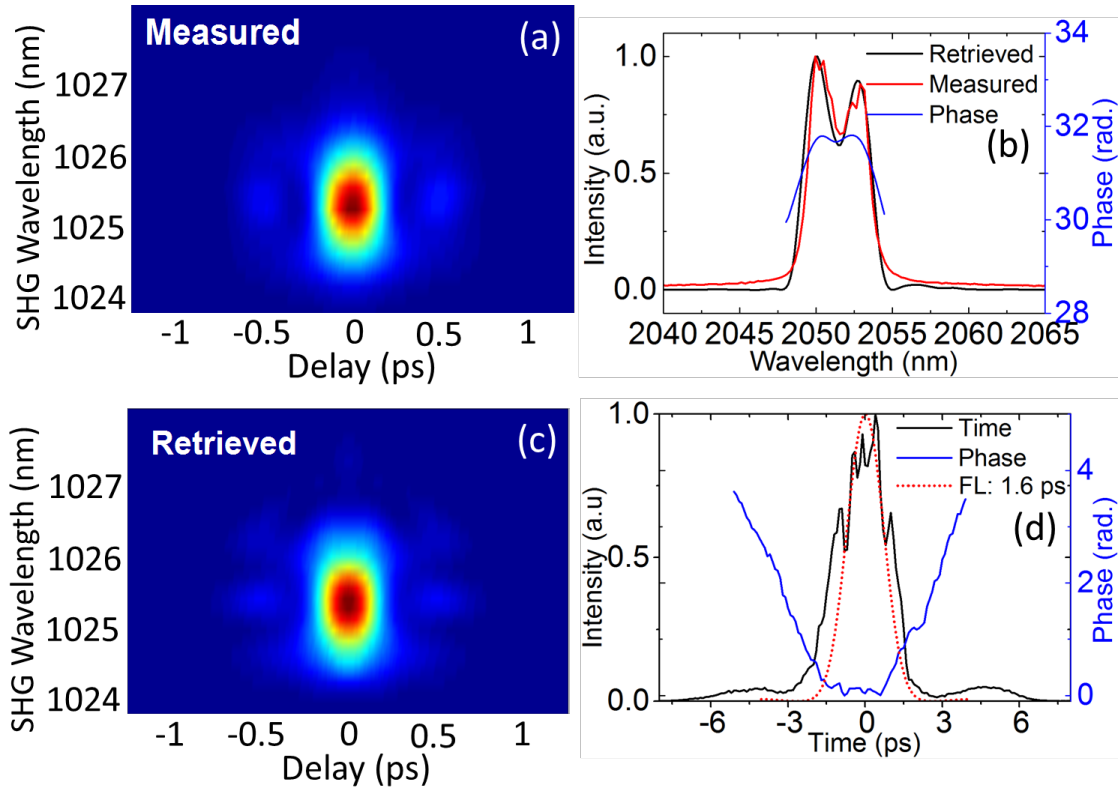 Measured
(a)
SHG Wavelength (nm)
1027
1026
1025
1024
-1
-0.5
0
0.5
1
Delay (ps)
Retrieved
Measured
Phase
(b)
Intensity (a.u.)
1.0
0.5
0.0
Phase (rad.)
34
32
30
28
2040 2045 2050 2055 2060 2065
Wavelength (nm)
Retrieved
(c)
SHG Wavelength (nm)
1027
1026
1025
1024
-1
-0.5
0
0.5
1
Delay (ps)
Time
Phase
FL: 1.6 ps
(d)
Intensity (a.u)
1.0
0.5
0.0
Phase (rad.)
4
2
0
-6 -3 0 3 6
Time (ps)